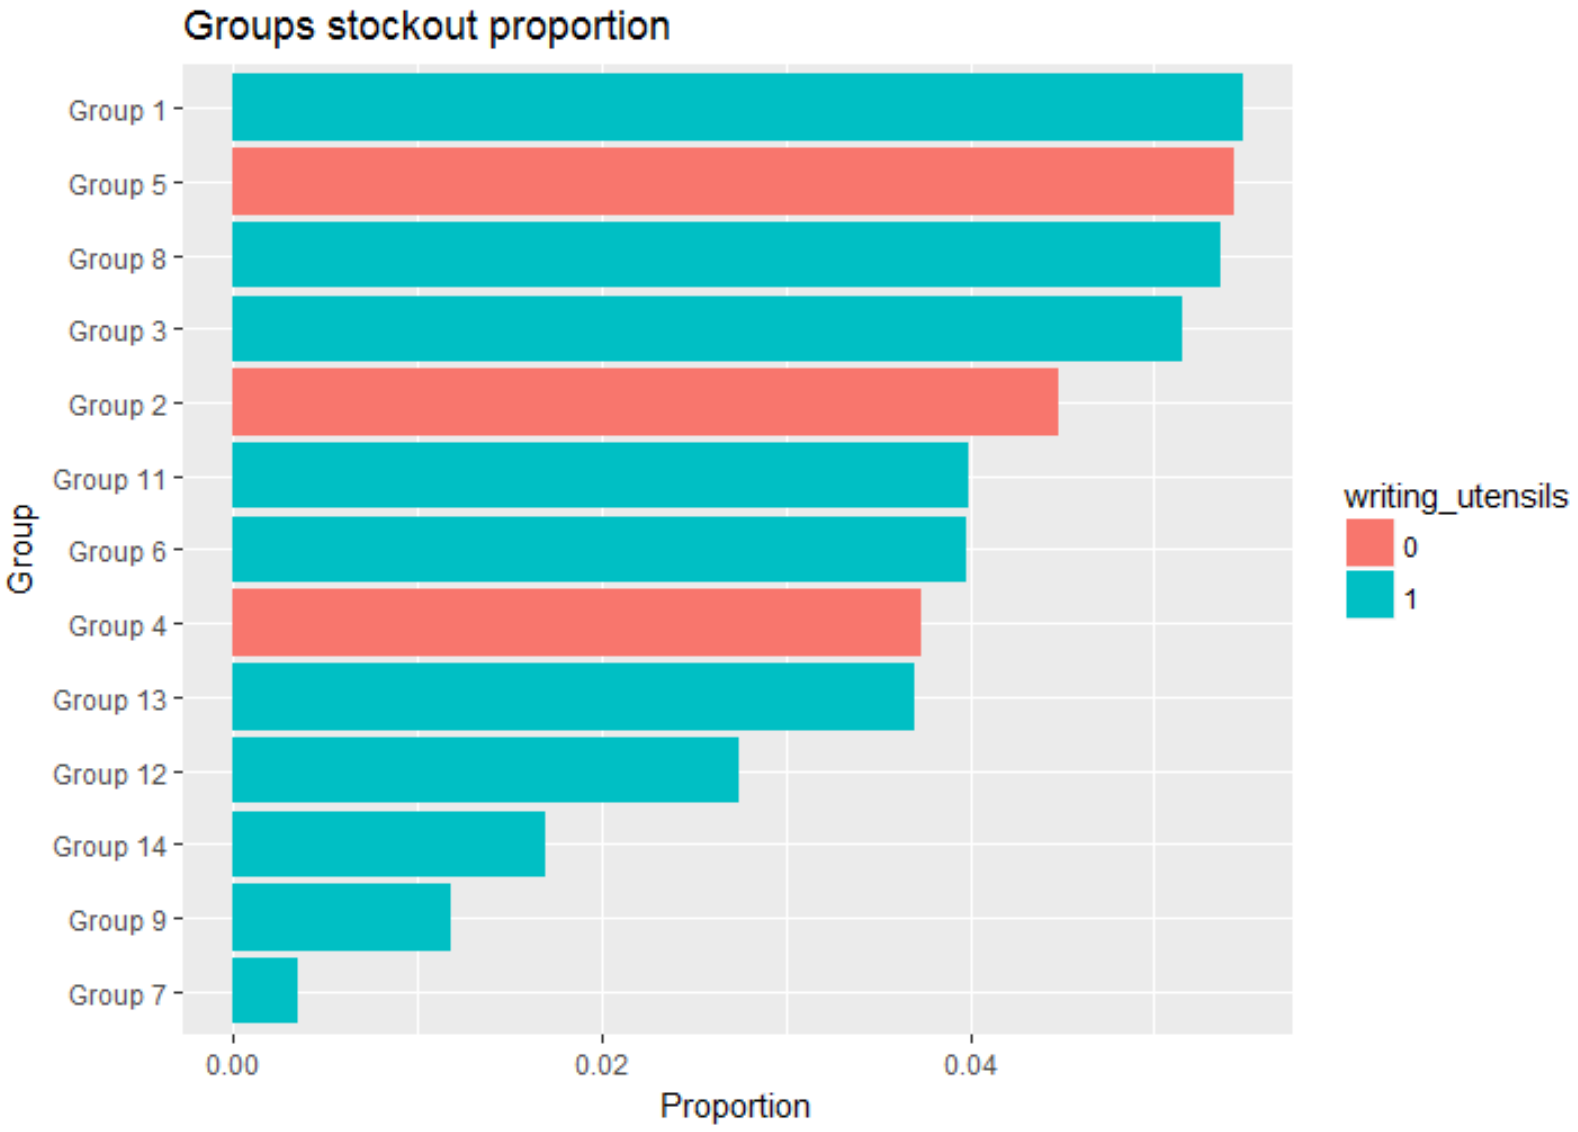 Groups stockout proportion
Group 1
Group 5
Group 8
Group 3
Group 2
Group 11
Group 6
Group 4
Group 13
Group 12
Group 14
Group 9
Group 7
Group
0.00 0.02 0.04
Proportion
writing_utensils
0
1